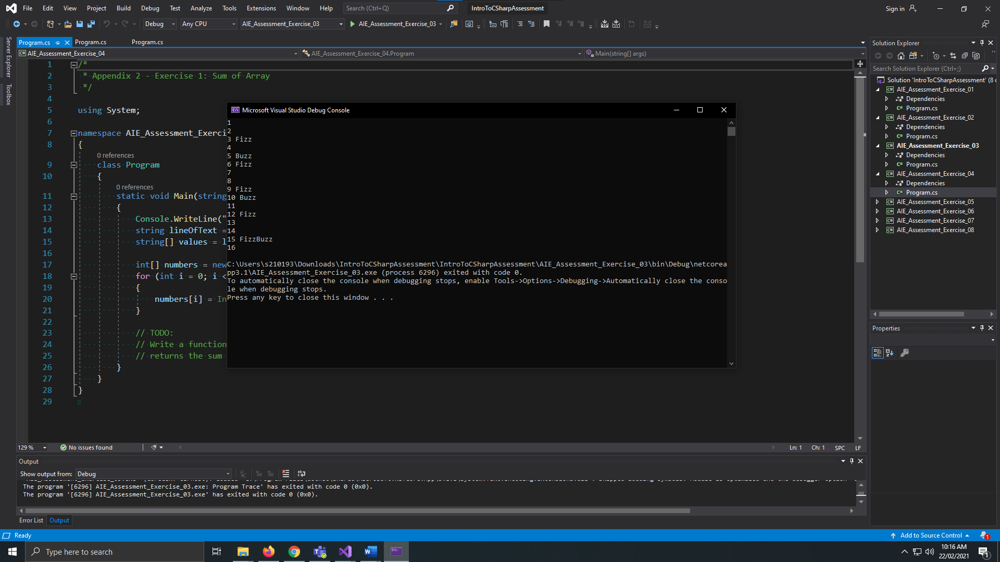 File Edit View Project Build Debug Test Analyze Tools Extensions Window Help Search (Ctrl+Q) IntroToCSharpAssessment Sign in
Debug Any CPU AIE_Assessment_Exercise_03 AIE_Assessment_Exercise_03
Program.cs Program.cs Program.cs
AIE_Assessment_Exercise_04 AIE_Assessment_Exercise_04.Program Main(string[] args)
Server Explorer
Toolbox
1 /*
2 * Appendix 2 - Exercise 1: Sum of Array
3 */
4
5 using System;
6
7 namespace AIE_Assessment_Exerci
8 {
0 references
9 class Program
10 {
0 references
11 static void Main(string
12 {
13 Console.WriteLine("
14 string lineOfText =
15 string[] values = l
16
17 int[] numbers = new
18 for (int i = 0; i <
19 {
20 numbers[i] = In
21 }
22
23 // TODO:
24 // Write a function
25 // returns the sum
26 }
27 }
28 }
29
Microsoft Visual Studio Debug Console
1
2
3 Fizz
4
5 Buzz
6 Fizz
7
8
9 Fizz
10 Buzz
11
12 Fizz
13
14
15 FizzBuzz
16
C:\Users\s210193\Downloads\IntroToCSharpAssessment\IntroToCSharpAssessment\AIE_Assessment_Exercise_03\bin\Debug\netcorea
pp3.1\AIE_Assessment_Exercise_03.exe (process 6296) exited with code 0.
To automatically close the console when debugging stops, enable Tools->Options->Debugging->Automatically close the conso
le when debugging stops.
Press any key to close this window . . .
129 % No issues found Ln: 1 Ch: 1 SPC LF
Output
Show output from: Debug
The program '[6296] AIE_Assessment_Exercise_03.exe: Program Trace' has exited with code 0 (0x0).
The program '[6296] AIE_Assessment_Exercise_03.exe' has exited with code 0 (0x0).
Error List Output
Solution Explorer
Search Solution Explorer (Ctrl+;)
Solution 'IntroToCSharpAssessment' (8 o
AIE_Assessment_Exercise_01
Dependencies
C# Program.cs
AIE_Assessment_Exercise_02
Dependencies
C# Program.cs
AIE_Assessment_Exercise_03
Dependencies
C# Program.cs
AIE_Assessment_Exercise_04
Dependencies
C# Program.cs
AIE_Assessment_Exercise_05
AIE_Assessment_Exercise_06
AIE_Assessment_Exercise_07
AIE_Assessment_Exercise_08
Properties
Ready Add to Source Control 1
Type here to search 10:16 AM
22/02/2021 1